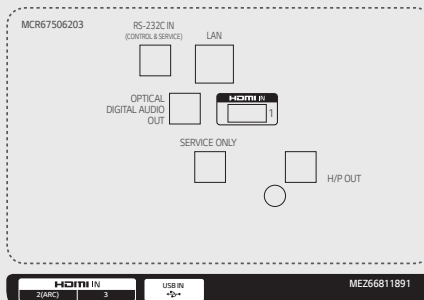 MCR67506203
RS-232C IN
(CONTROL & SERVICE)
LAN
OPTICAL
DIGITAL AUDIO
OUT
HDMI IN
1
SERVICE ONLY
H/P OUT
HDMI IN
2(ARC) 3
USB IN
MEZ66811891